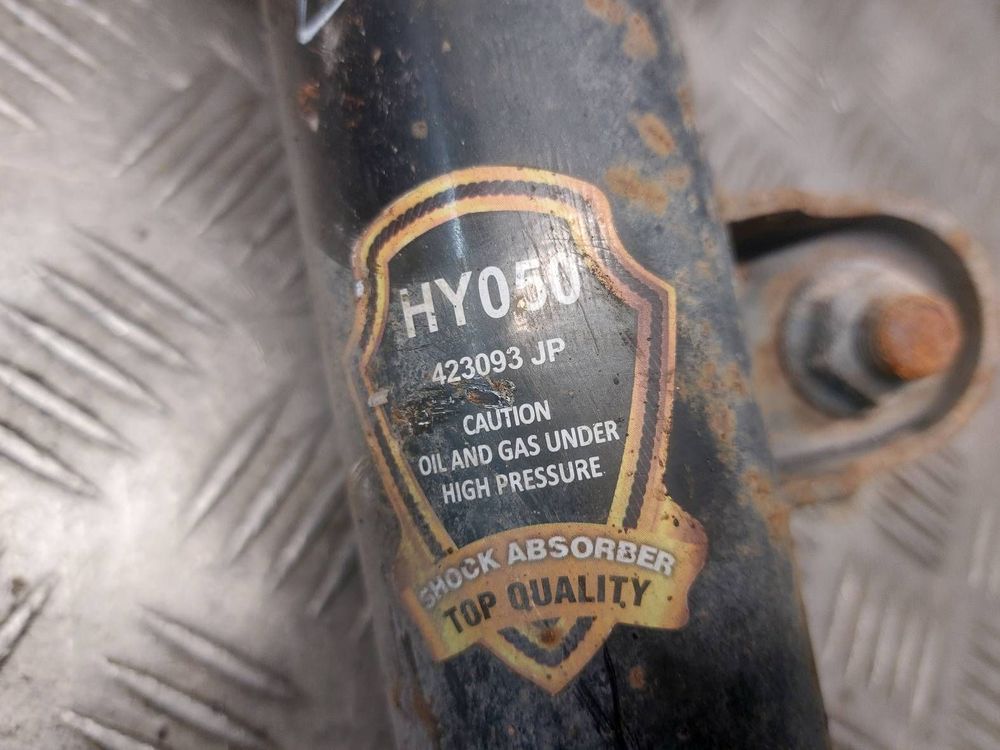 HY050
423093 JP
CAUTION
OIL AND GAS UNDER
HIGH PRESSURE
SHOCK ABSORBER
TOP QUALITY